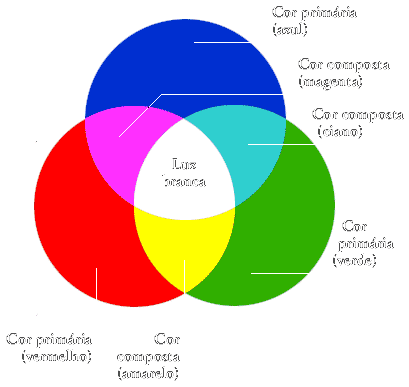 Cor primária
(azul)
Cor composta
(magenta)
Cor composta
(ciano)
Luz
branca
Cor
primária
(verde)
Cor primária
(vermelho)
Cor
composta
(amarelo)